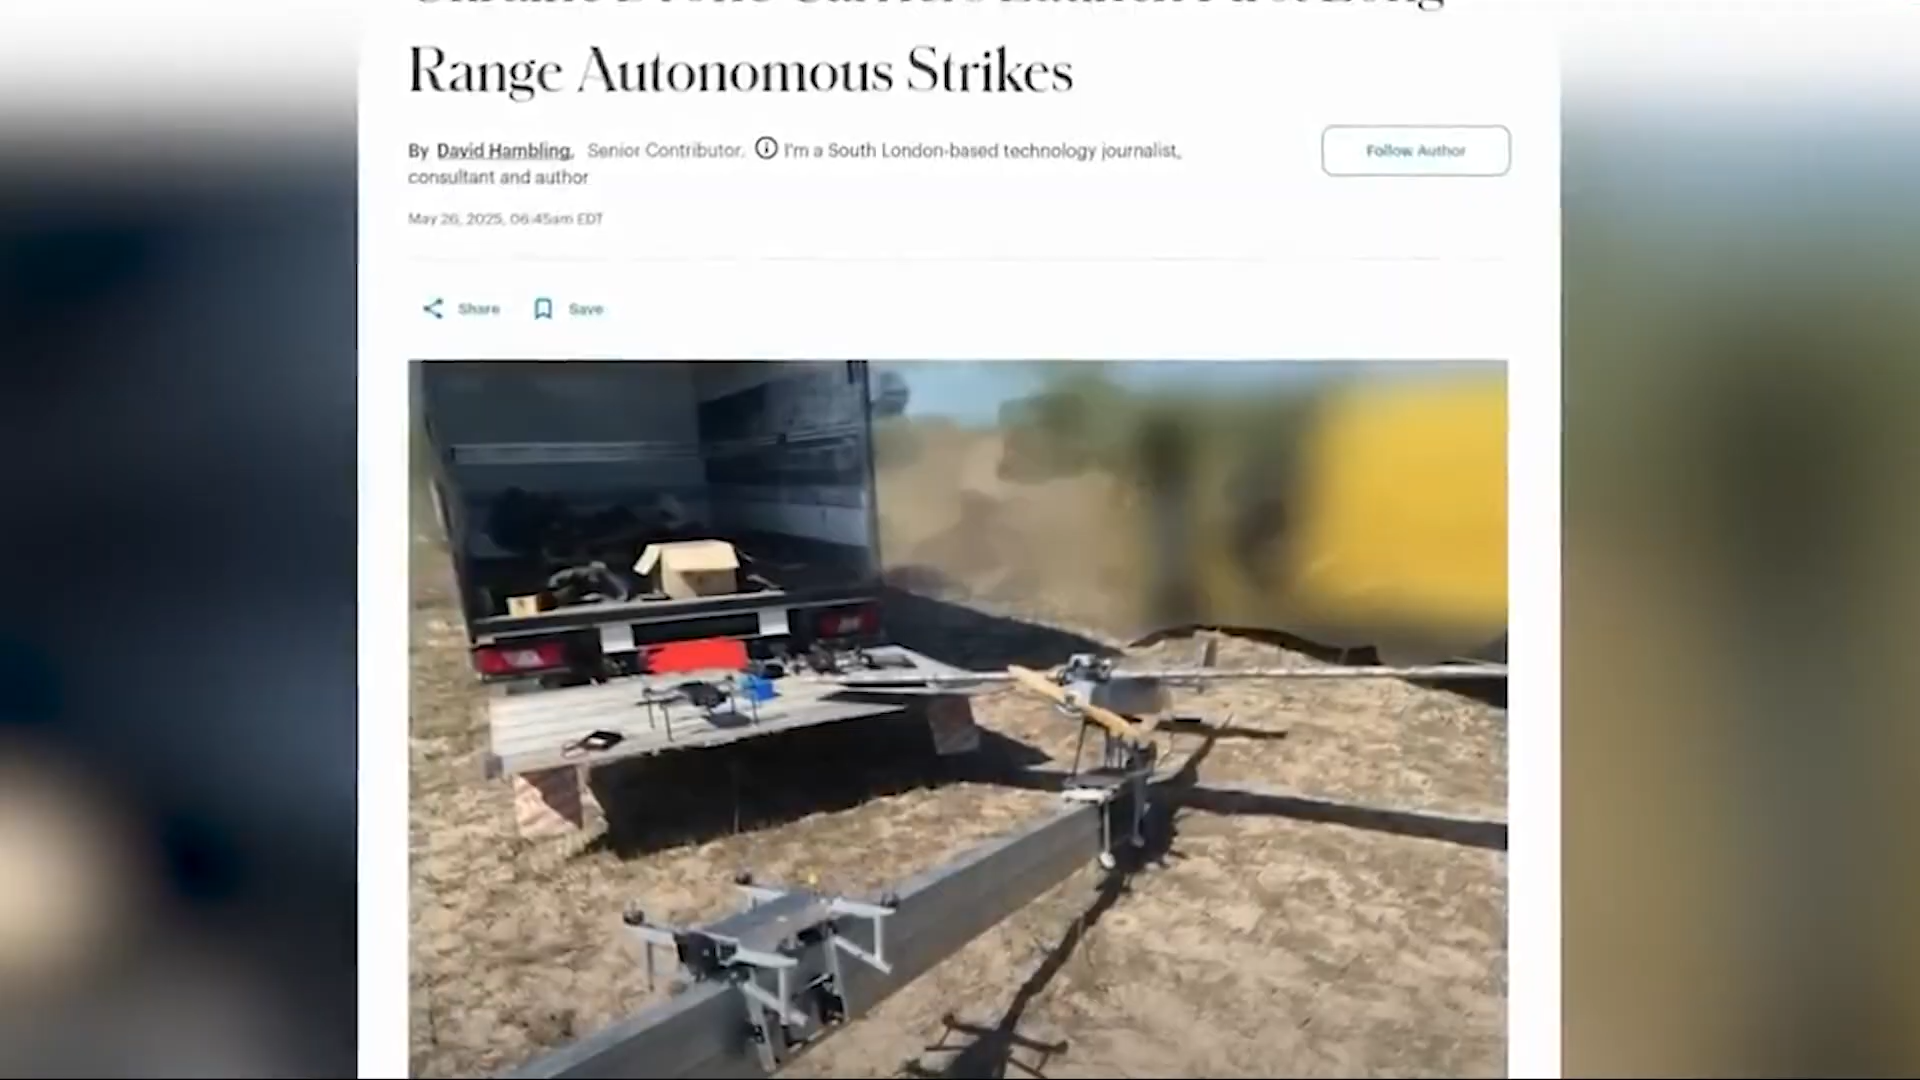 Range Autonomous Strikes
By David Hambling, Senior Contributor. I'm a South London-based technology journalist,
consultant and author
Follow Author
May 26, 2025, 06:45am EDT
Share Save